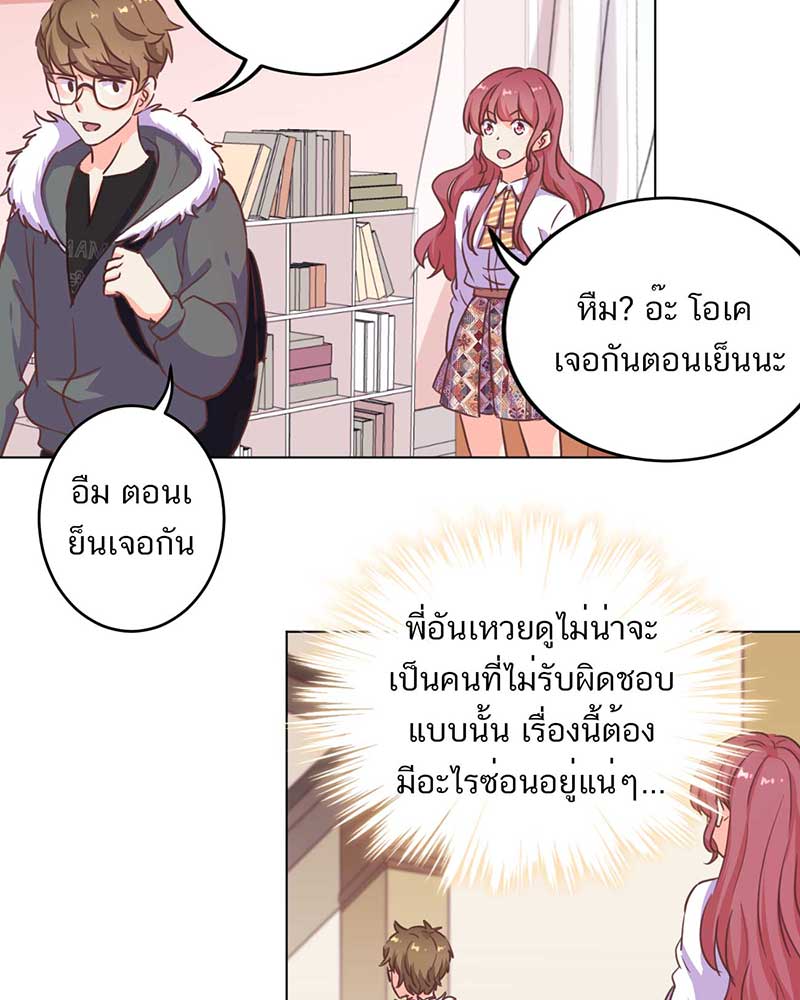 หืม? อ๊ะ โอเค
เจอกันตอนเย็นนะ
อืม ตอนเ
ย็นเจอกัน
พี่อันเหวยดูไม่น่าจะ
เป็นคนที่ไม่รับผิดชอบ
แบบนั้น เรื่องนี้ต้อง
มีอะไรซ่อนอยู่แน่ๆ...